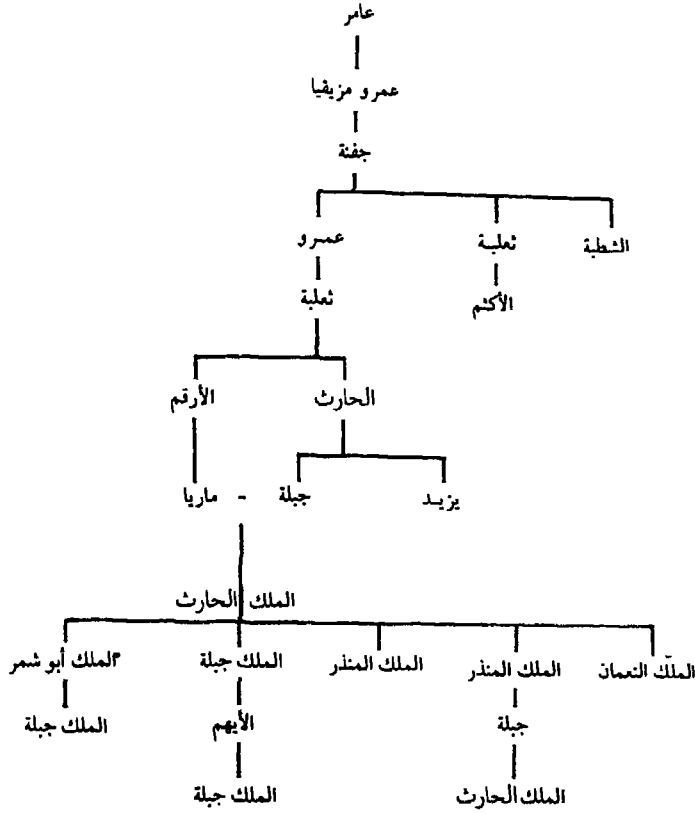 عامر
عمرو مزيقيا
جفنة
الشطبة ثعلبة عمرو
الأكثم ثعلبة
الحارث الأرقم
يزيد جبلة - ماريا
الملك الحارث
الملك النعمان الملك المنذر الملك المنذر الملك جبلة الملك أبو شمر
جبلة الأيهم الملك جبلة
الملك الحارث الملك جبلة